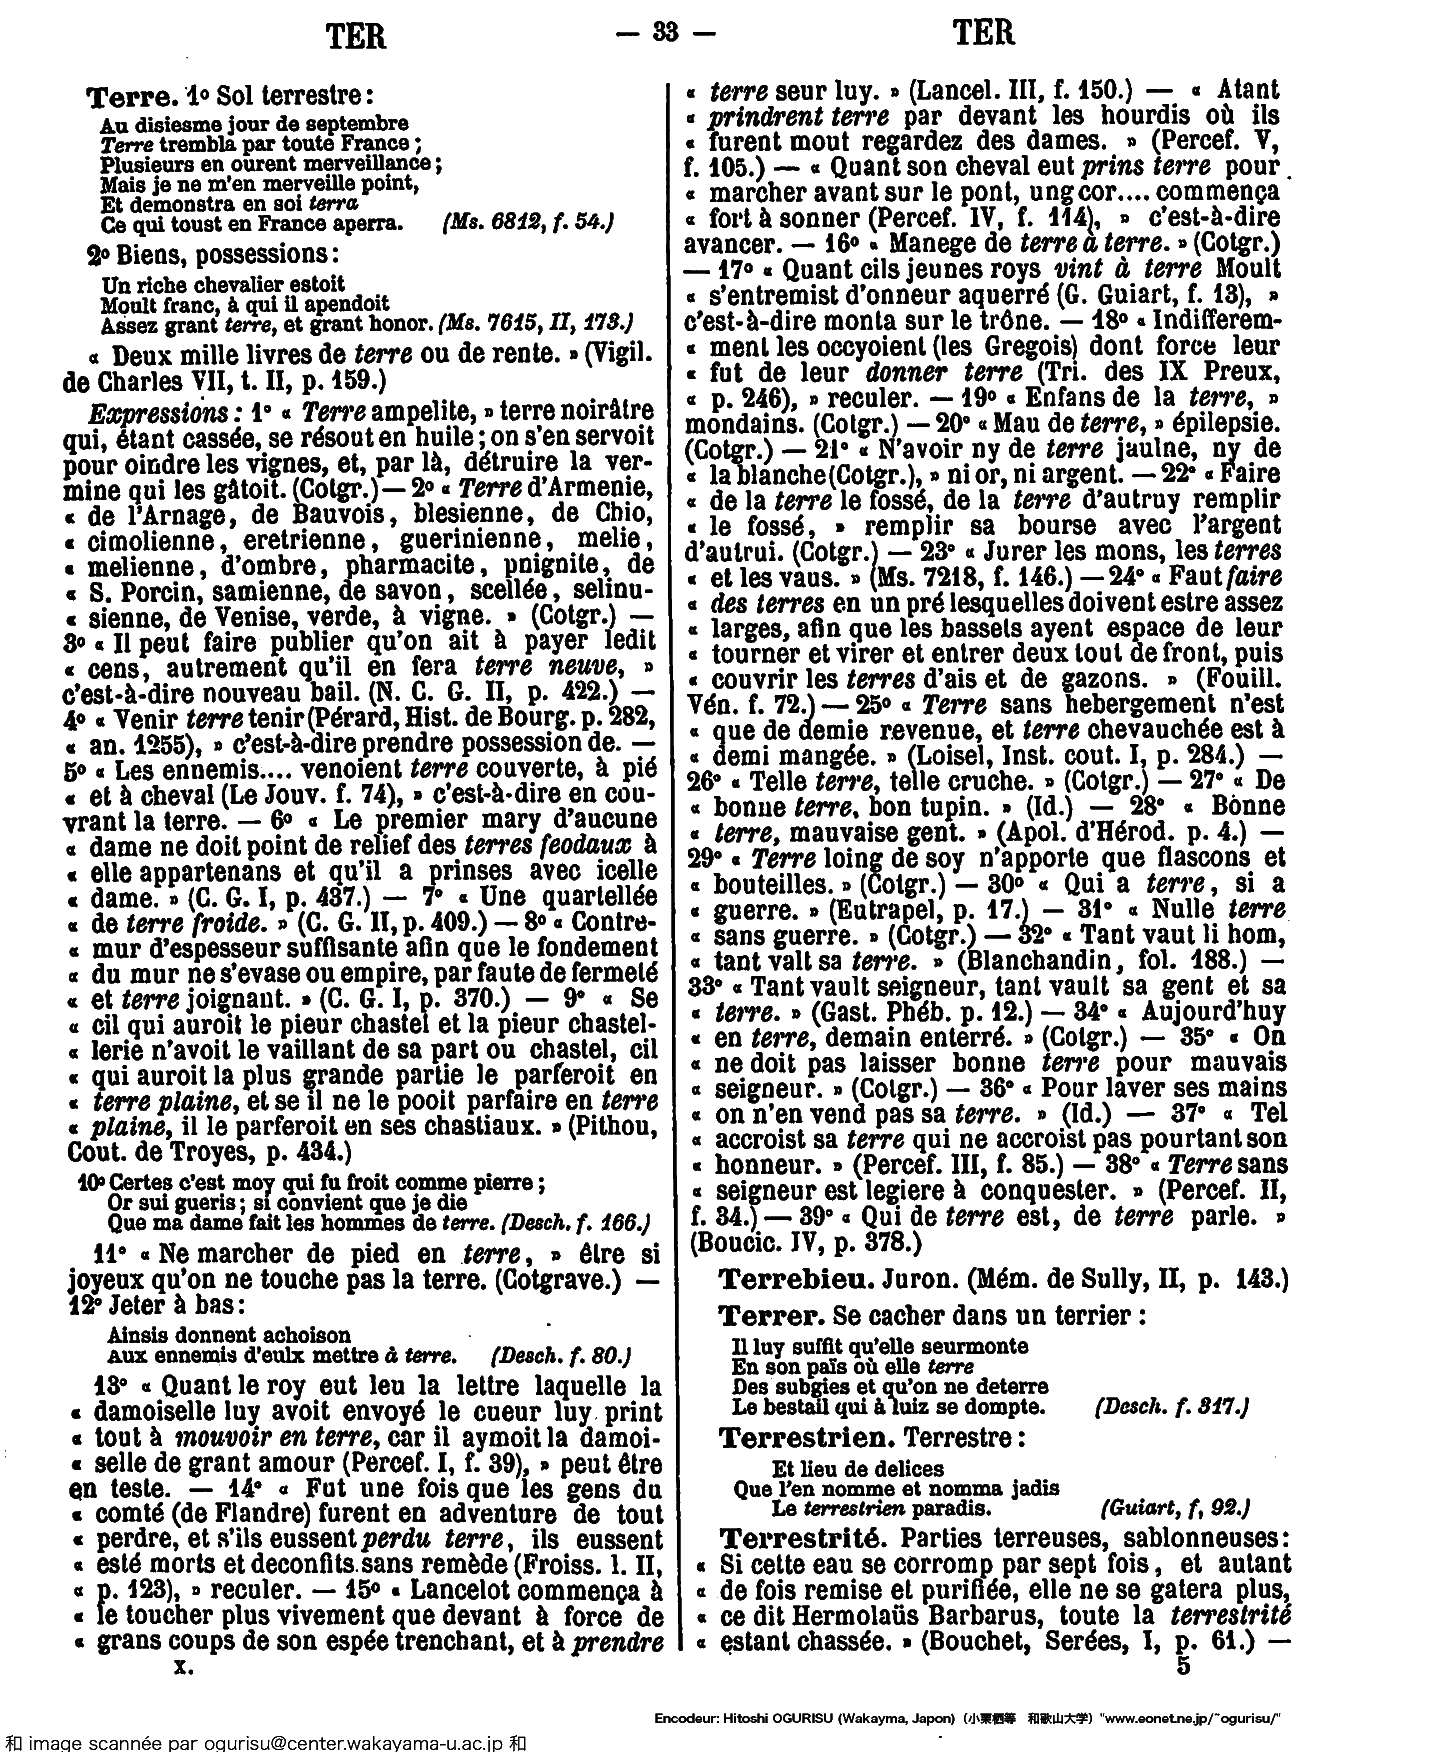 TER — 33 — TER
Terre. 1º Sol terrestre :
Au disiesme jour de septembre
Terre trembla par toute France ;
Plusieurs en ourent merveillance ;
Mais je ne m'en merveille point,
Et demonstra en soi terra
Ce qui toust en France aperra. (Ms. 6812, f. 54.)
2º Biens, possessions :
Un riche chevalier estoit
Moult franc, à qui il apendoit
Assez grant terre, et grant honor. (Ms. 7615, II, 173.)
« Deux mille livres de terre ou de rente. » (Vigil.
de Charles VII, t. II, p. 159.)
Expressions : 1º « Terre ampelite, » terre noirâtre
qui, étant cassée, se résout en huile ; on s'en servoit
pour oindre les vignes, et, par là, détruire la ver-
mine qui les gâtoit. (Cotgr.) — 2º « Terre d'Armenie,
« de l'Arnage, de Bauvois, blesienne, de Chio,
« cimolienne, eretrienne, guerinienne, melie,
« melienne, d'ombre, pharmacite, pnignite, de
« S. Porcin, samienne, de savon, scellée, selinu-
« sienne, de Venise, verde, à vigne. » (Cotgr.) —
3º « Il peut faire publier qu'on ait à payer ledit
« cens, autrement qu'il en fera terre neuve, »
c'est-à-dire nouveau bail. (N. C. G. II, p. 422.) —
4º « Venir terre tenir (Pérard, Hist. de Bourg. p. 282,
« an. 1255), » c'est-à-dire prendre possession de. —
5º « Les ennemis.... venoient terre couverte, à pié
« et à cheval (Le Jouv. f. 74), » c'est-à-dire en cou-
vrant la terre. — 6º « Le premier mary d'aucune
« dame ne doit point de relief des terres feodaux à
« elle appartenans et qu'il a prinses avec icelle
« dame. » (C. G. I, p. 437.) — 7º « Une quartellée
« de terre froide. » (C. G. II, p. 409.) — 8º « Contre-
« mur d'espesseur suffisante afin que le fondement
« du mur ne s'evase ou empire, par faute de fermeté
« et terre joignant. » (C. G. I, p. 370.) — 9º « Se
« cil qui auroit le pieur chastel et la pieur chastel-
« lerie n'avoit le vaillant de sa part ou chastel, cil
« qui auroit la plus grande partie le parferoit en
« terre plaine, et se il ne le pooit parfaire en terre
« plaine, il le parferoit en ses chastiaux. » (Pithou,
Cout. de Troyes, p. 434.)
10º Certes c'est moy qui fu froit comme pierre ;
Or sui gueris ; si convient que je die
Que ma dame fait les hommes de terre. (Desch. f. 166.)
11º « Ne marcher de pied en terre, » être si
joyeux qu'on ne touche pas la terre. (Cotgrave.) —
12º Jeter à bas :
Ainsis donnent achoison
Aux ennemis d'eulx mettre à terre. (Desch. f. 80.)
13º « Quant le roy eut leu la lettre laquelle la
« damoiselle luy avoit envoyé le cueur luy print
« tout à mouvoir en terre, car il aymoit la damoi-
« selle de grant amour (Percef. I, f. 39), » peut être
en teste. — 14º « Fut une fois que les gens du
« comté (de Flandre) furent en adventure de tout
« perdre, et s'ils eussent perdu terre, ils eussent
« esté morts et deconfits sans remède (Froiss. l. II,
« p. 123), » reculer. — 15º « Lancelot commença à
« le toucher plus vivement que devant à force de
« grans coups de son espée trenchant, et à prendre
X.
« terre seur luy. » (Lancel. III, f. 150.) — « Atant
« prindrent terre par devant les hourdis où ils
« furent mout regardez des dames. » (Percef. V,
f. 105.) — « Quant son cheval eut prins terre pour
« marcher avant sur le pont, ung cor.... commença
« fort à sonner (Percef. IV, f. 114), » c'est-à-dire
avancer. — 16º « Manege de terre à terre. » (Cotgr.)
— 17º « Quant cils jeunes roys vint à terre Moult
« s'entremist d'onneur aquerré (G. Guiart, f. 13), »
c'est-à-dire monta sur le trône. — 18º « Indifferem-
« ment les occyoient (les Gregois) dont force leur
« fut de leur donner terre (Tri. des IX Preux,
« p. 246), » reculer. — 19º « Enfans de la terre, »
mondains. (Cotgr.) — 20º « Mau de terre, » épilepsie.
(Cotgr.) — 21º « N'avoir ny de terre jaulne, ny de
« la blanche (Cotgr.), » ni or, ni argent. — 22º « Faire
« de la terre le fossé, de la terre d'autruy remplir
« le fossé, » remplir sa bourse avec l'argent
d'autrui. (Cotgr.) — 23º « Jurer les mons, les terres
« et les vaus. » (Ms. 7218, f. 146.) — 24º « Faut faire
« des terres en un pré lesquelles doivent estre assez
« larges, afin que les bassets ayent espace de leur
« tourner et virer et entrer deux tout de front, puis
« couvrir les terres d'ais et de gazons. » (Fouill.
Vén. f. 72.) — 25º « Terre sans hebergement n'est
« que de demie revenue, et terre chevauchée est à
« demi mangée. » (Loisel, Inst. cout. I, p. 284.) —
26º « Telle terre, telle cruche. » (Cotgr.) — 27º « De
« bonne terre, bon tupin. » (Id.) — 28º « Bonne
« terre, mauvaise gent. » (Apol. d'Hérod. p. 4.) —
29º « Terre loing de soy n'apporte que flascons et
« bouteilles. » (Cotgr.) — 30º « Qui a terre, si a
« guerre. » (Eutrapel, p. 17.) — 31º « Nulle terre
« sans guerre. » (Cotgr.) — 32º « Tant vaut li hom,
« tant valt sa terre. » (Blanchandin, fol. 188.) —
33º « Tant vault seigneur, tant vault sa gent et sa
« terre. » (Gast. Phéb. p. 12.) — 34º « Aujourd'huy
« en terre, demain enterré. » (Cotgr.) — 35º « On
« ne doit pas laisser bonne terre pour mauvais
« seigneur. » (Cotgr.) — 36º « Pour laver ses mains
« on n'en vend pas sa terre. » (Id.) — 37º « Tel
« accroist sa terre qui ne accroist pas pourtant son
« honneur. » (Percef. III, f. 85.) — 38º « Terre sans
« seigneur est legiere à conquester. » (Percef. II,
f. 34.) — 39º « Qui de terre est, de terre parle. »
(Boucic. IV, p. 378.)
Terrebieu. Juron. (Mém. de Sully, II, p. 143.)
Terrer. Se cacher dans un terrier :
Il luy suffit qu'elle seurmonte
En son païs où elle terre
Des subgies et qu'on ne deterre
Le bestail qui à luiz se dompte. (Desch. f. 317.)
Terrestrien. Terrestre :
Et lieu de delices
Que l'en nomme et nomma jadis
Le terrestrien paradis. (Guiart, f, 92.)
Terrestrité. Parties terreuses, sablonneuses :
« Si cette eau se corromp par sept fois, et autant
« de fois remise et purifiée, elle ne se gatera plus,
« ce dit Hermolaüs Barbarus, toute la terrestrité
« estant chassée. » (Bouchet, Serées, I, p. 61.) —
5
Encodeur: Hitoshi OGURISU (Wakayma, Japon)（小栗栖等　和歌山大学）"www.eonet.ne.jp/~ogurisu/"
和 image scannée par ogurisu@center.wakayama-u.ac.jp 和